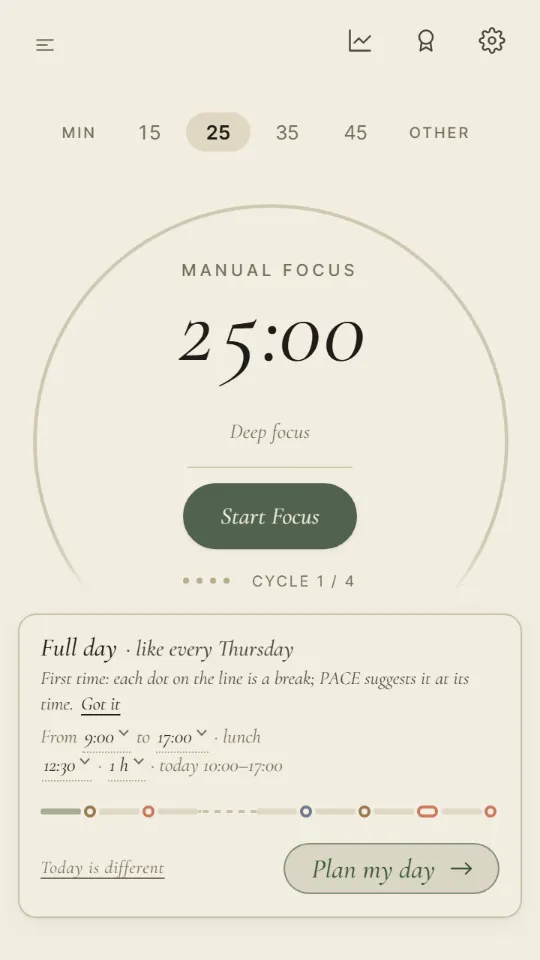 MIN 15 25 35 45 OTHER
MANUAL FOCUS
25:00
Deep focus
Start Focus
CYCLE 1 / 4
Full day · like every Thursday
First time: each dot on the line is a break; PACE suggests it at its
time. Got it
From 9:00 to 17:00 · lunch
12:30 · 1 h · today 10:00–17:00
Today is different
Plan my day →